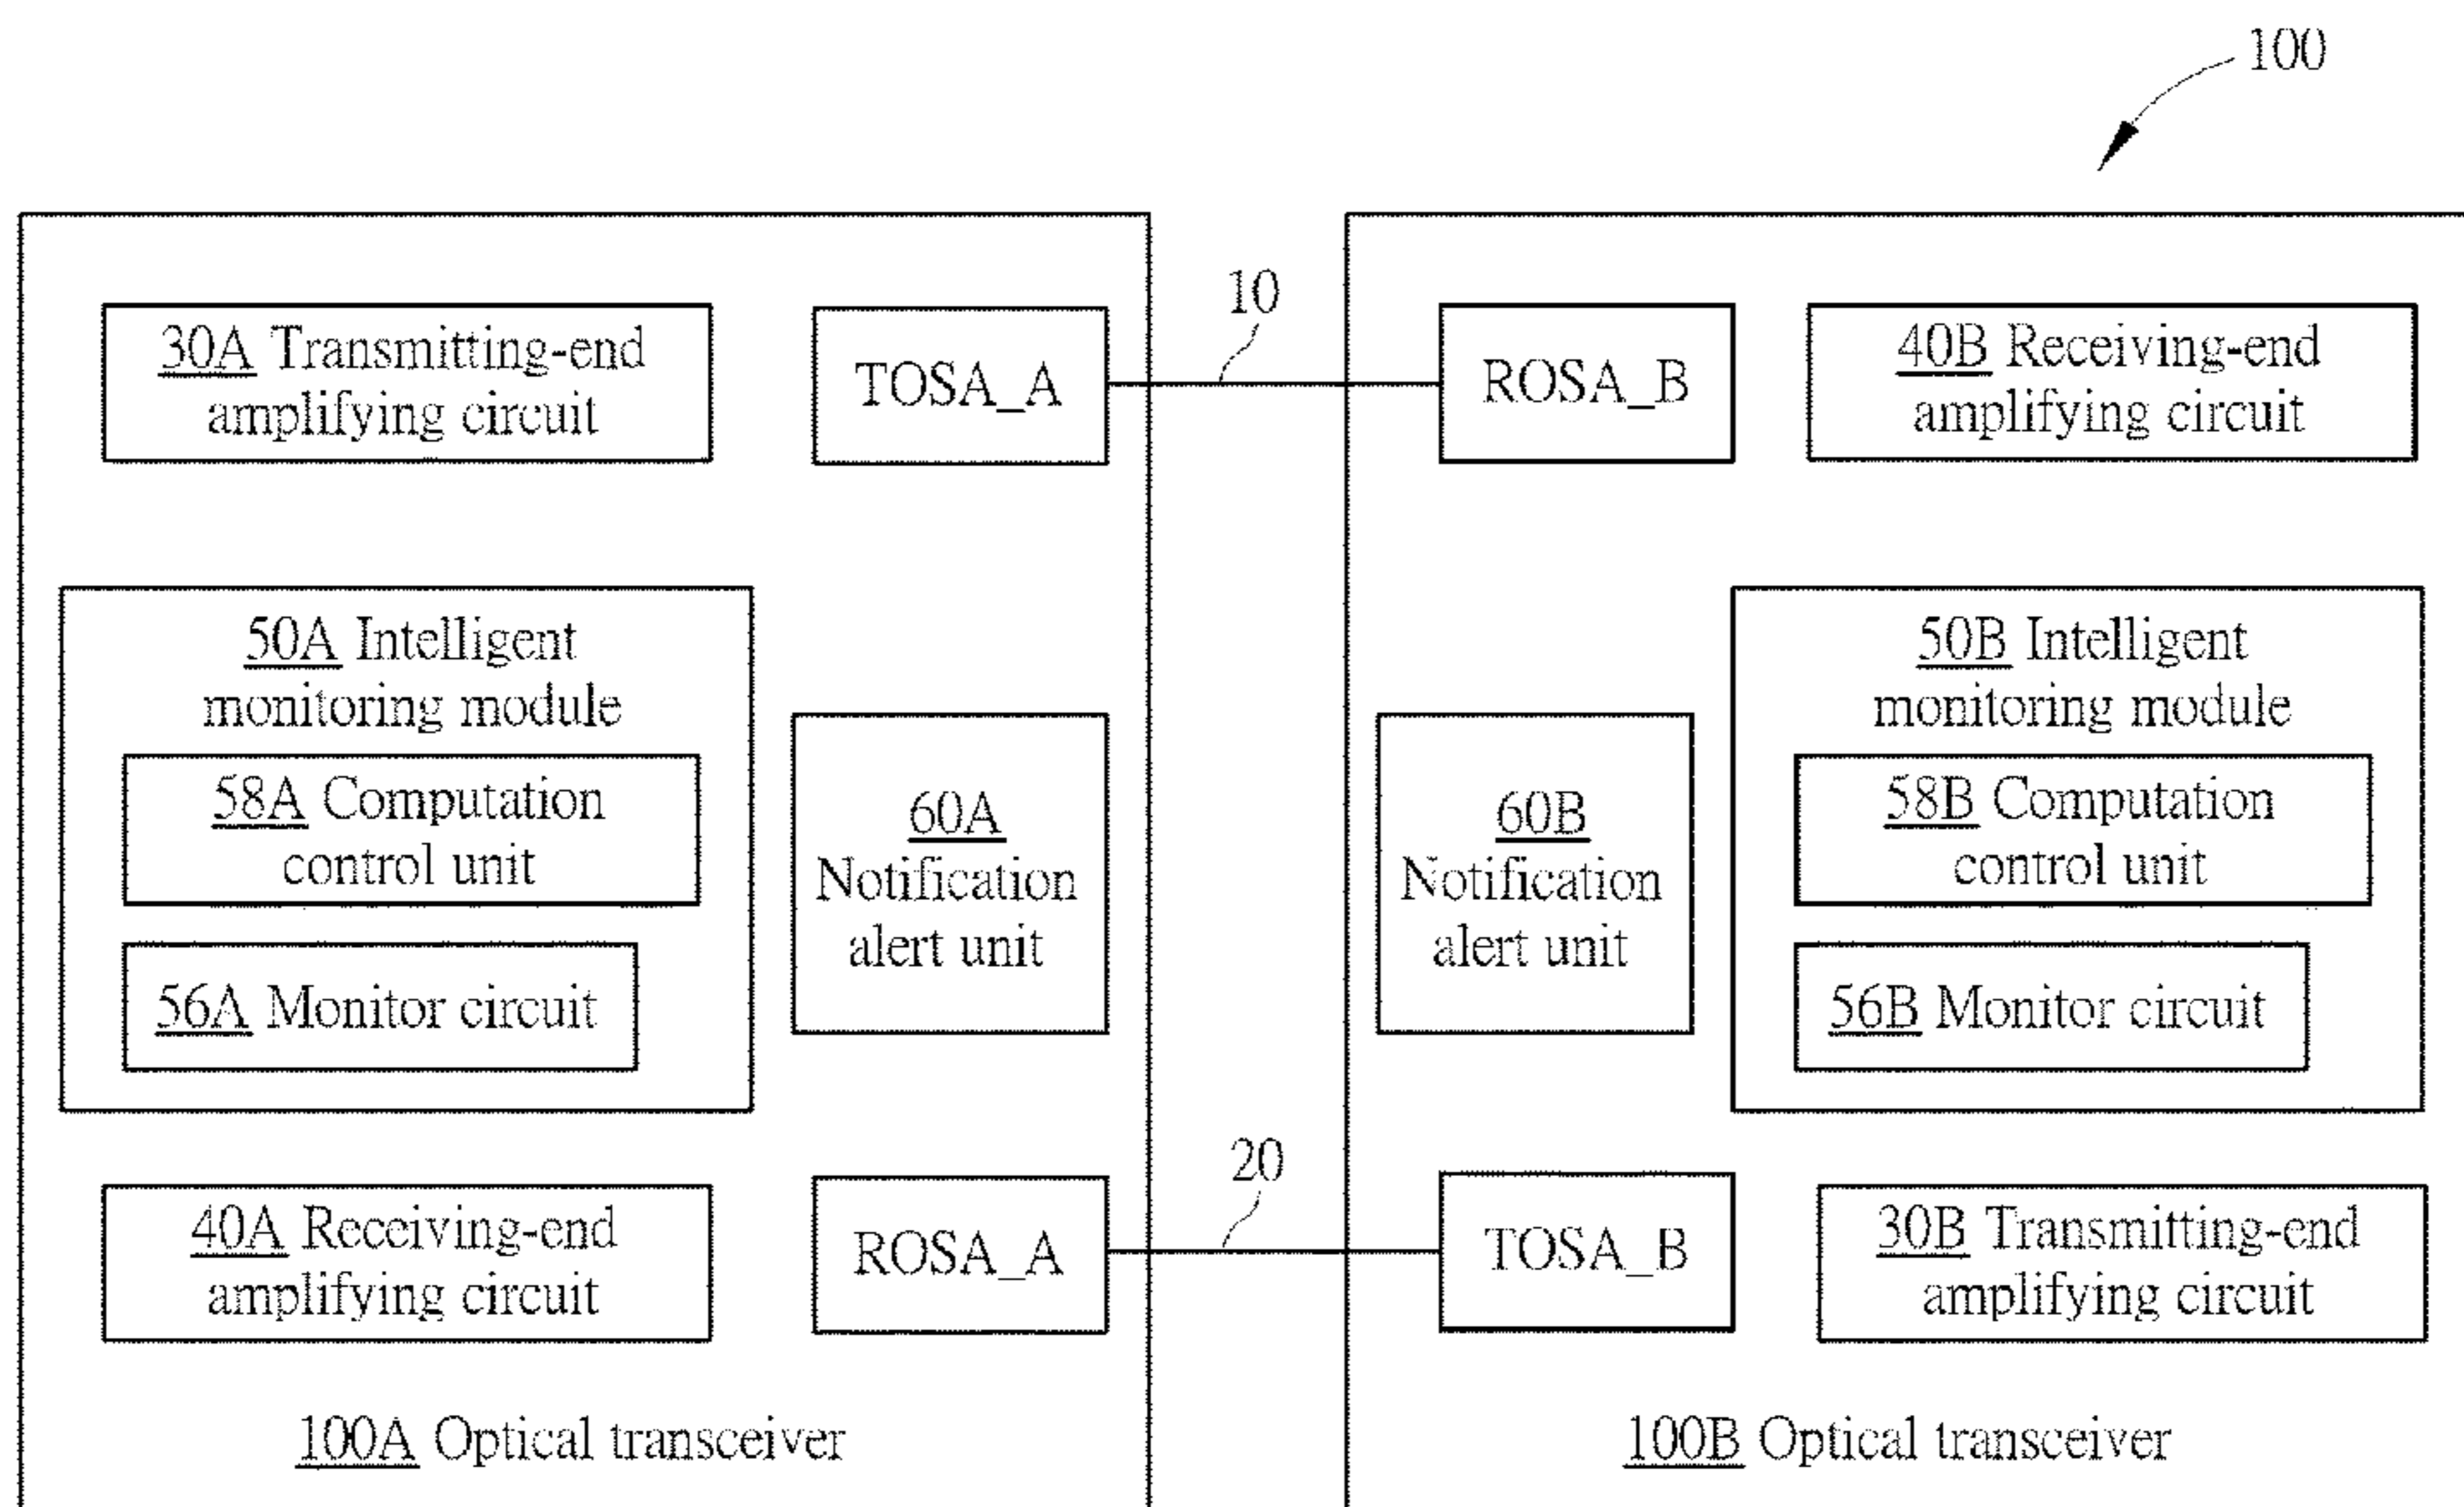 100
10
30A Transmitting-end
amplifying circuit
TOSA_A
ROSA_B
40B Receiving-end
amplifying circuit
50A Intelligent
monitoring module
58A Computation
control unit
56A Monitor circuit
60A
Notification
alert unit
60B
Notification
alert unit
50B Intelligent
monitoring module
58B Computation
control unit
56B Monitor circuit
20
40A Receiving-end
amplifying circuit
ROSA_A
TOSA_B
30B Transmitting-end
amplifying circuit
100A Optical transceiver
100B Optical transceiver